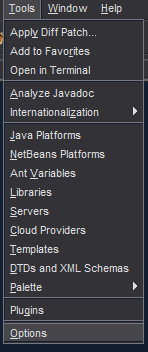 Tools Window Help
Apply Diff Patch...
Add to Favorites
Open in Terminal
Analyze Javadoc
Internationalization
Java Platforms
NetBeans Platforms
Ant Variables
Libraries
Servers
Cloud Providers
Templates
DTDs and XML Schemas
Palette
Plugins
Options